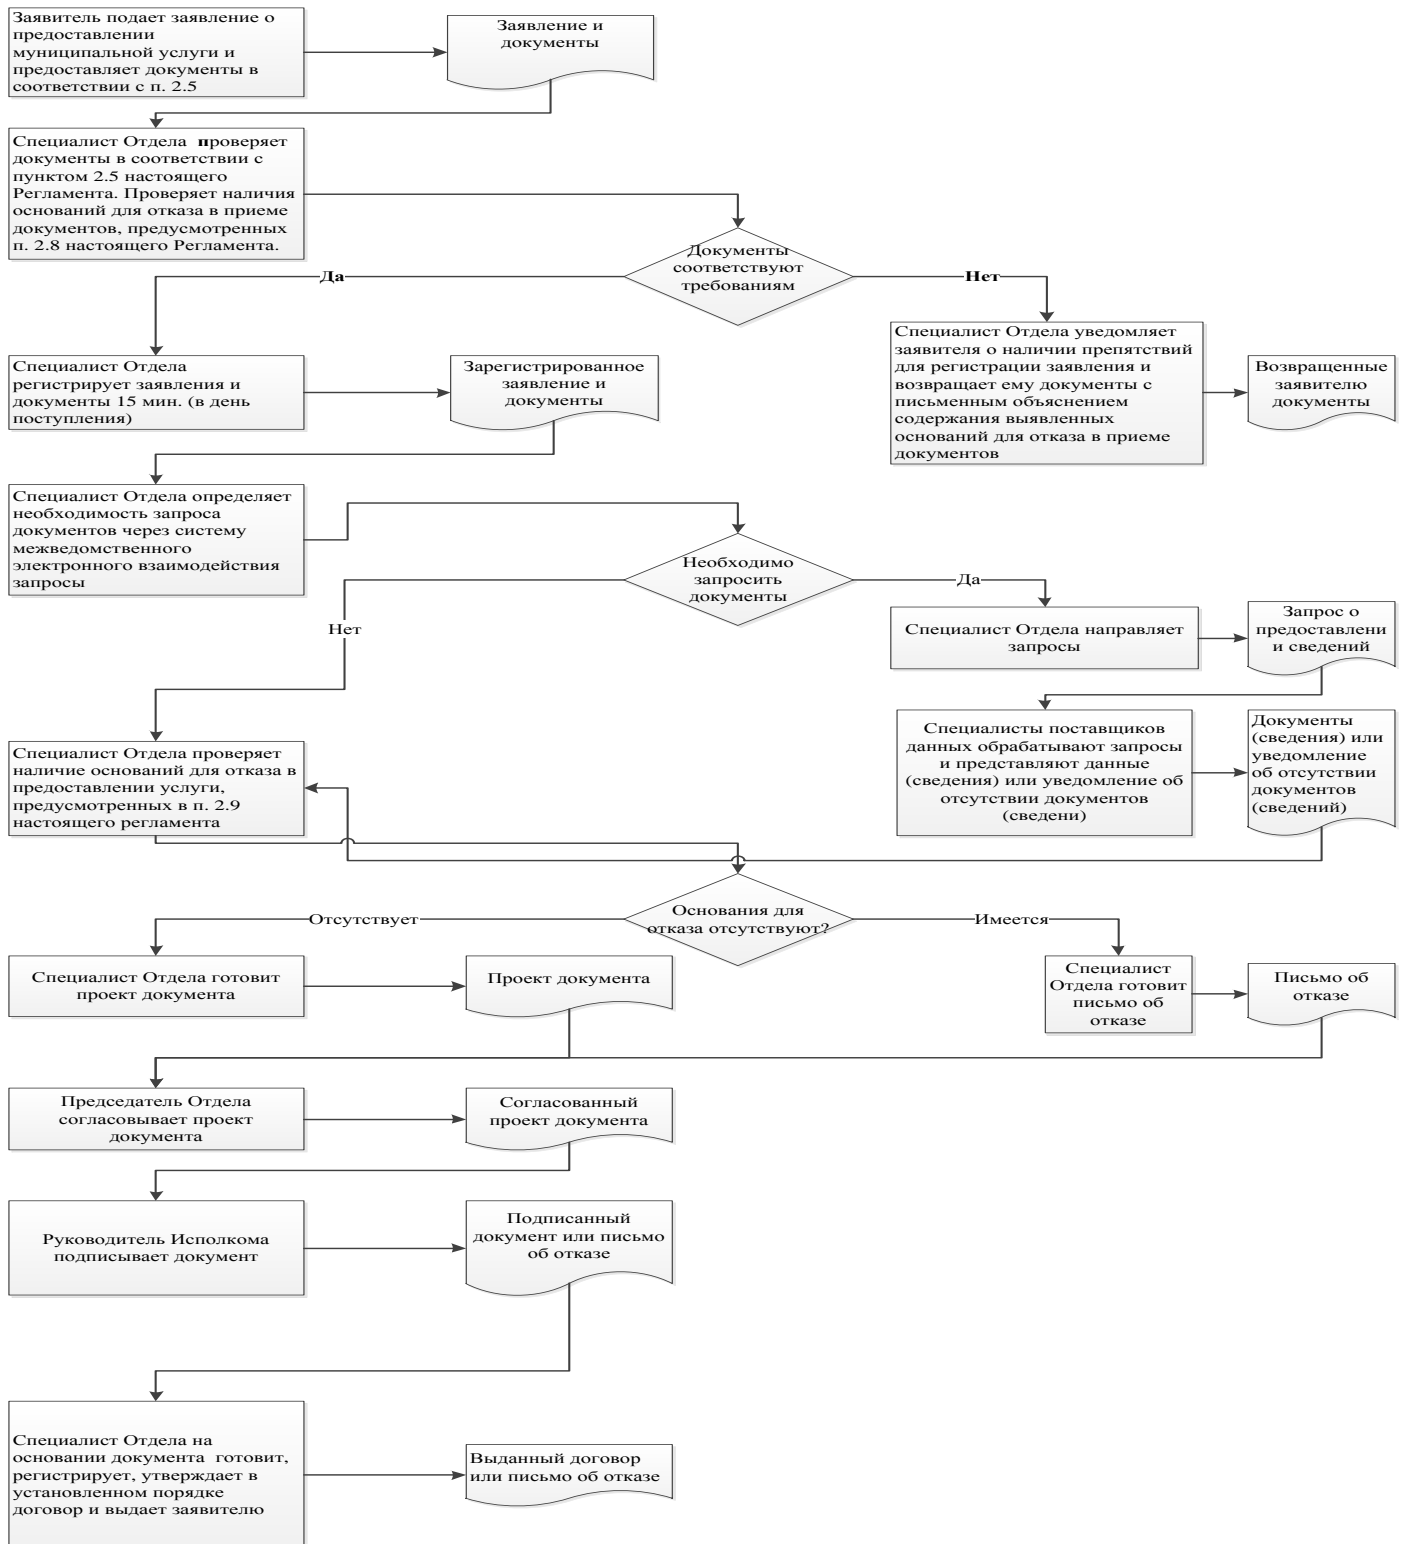 Заявитель подает заявление о
предоставлении
муниципальной услуги и
предоставляет документы в
соответствии с п. 2.5
Заявление и
документы
Специалист Отдела  проверяет
документы в соответствии с
пунктом 2.5 настоящего
Регламента. Проверяет наличия
оснований для отказа в приеме
документов, предусмотренных
п. 2.8 настоящего Регламента.
Документы
соответствуют
требованиям
Да
Нет
Специалист Отдела
регистрирует заявления и
документы 15 мин. (в день
поступления)
Зарегистрированное
заявление и
документы
Специалист Отдела уведомляет
заявителя о наличии препятствий
для регистрации заявления и
возвращает ему документы с
письменным объяснением
содержания выявленных
оснований для отказа в приеме
документов
Возвращенные
заявителю
документы
Специалист Отдела определяет
необходимость запроса
документов через систему
межведомственного
электронного взаимодействия
запросы
Необходимо
запросить
документы
Да
Нет
Специалист Отдела направляет
запросы
Запрос о
предоставлени
и сведений
Специалисты поставщиков
данных обрабатывают запросы
и представляют данные
(сведения) или уведомление об
отсутствии документов
(сведени)
Документы
(сведения) или
уведомление
об отсутствии
документов
(сведений)
Специалист Отдела проверяет
наличие оснований для отказа в
предоставлении услуги,
предусмотренных в п. 2.9
настоящего регламента
Основания для
отказа отсутствуют?
Отсутствует
Имеется
Специалист Отдела готовит
проект документа
Проект документа
Специалист
Отдела готовит
письмо об
отказе
Письмо об
отказе
Председатель Отдела
согласовывает проект
документа
Согласованный
проект документа
Руководитель Исполкома
подписывает документ
Подписанный
документ или письмо
об отказе
Специалист Отдела на
основании документа  готовит,
регистрирует, утверждает в
установленном порядке
договор и выдает заявителю
Выданный договор
или письмо об отказе